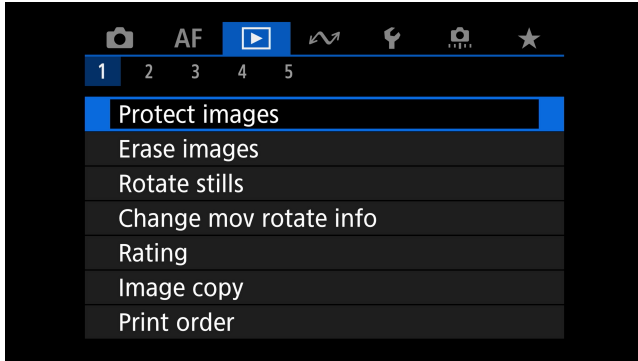 AF
1 2 3 4 5
Protect images
Erase images
Rotate stills
Change mov rotate info
Rating
Image copy
Print order